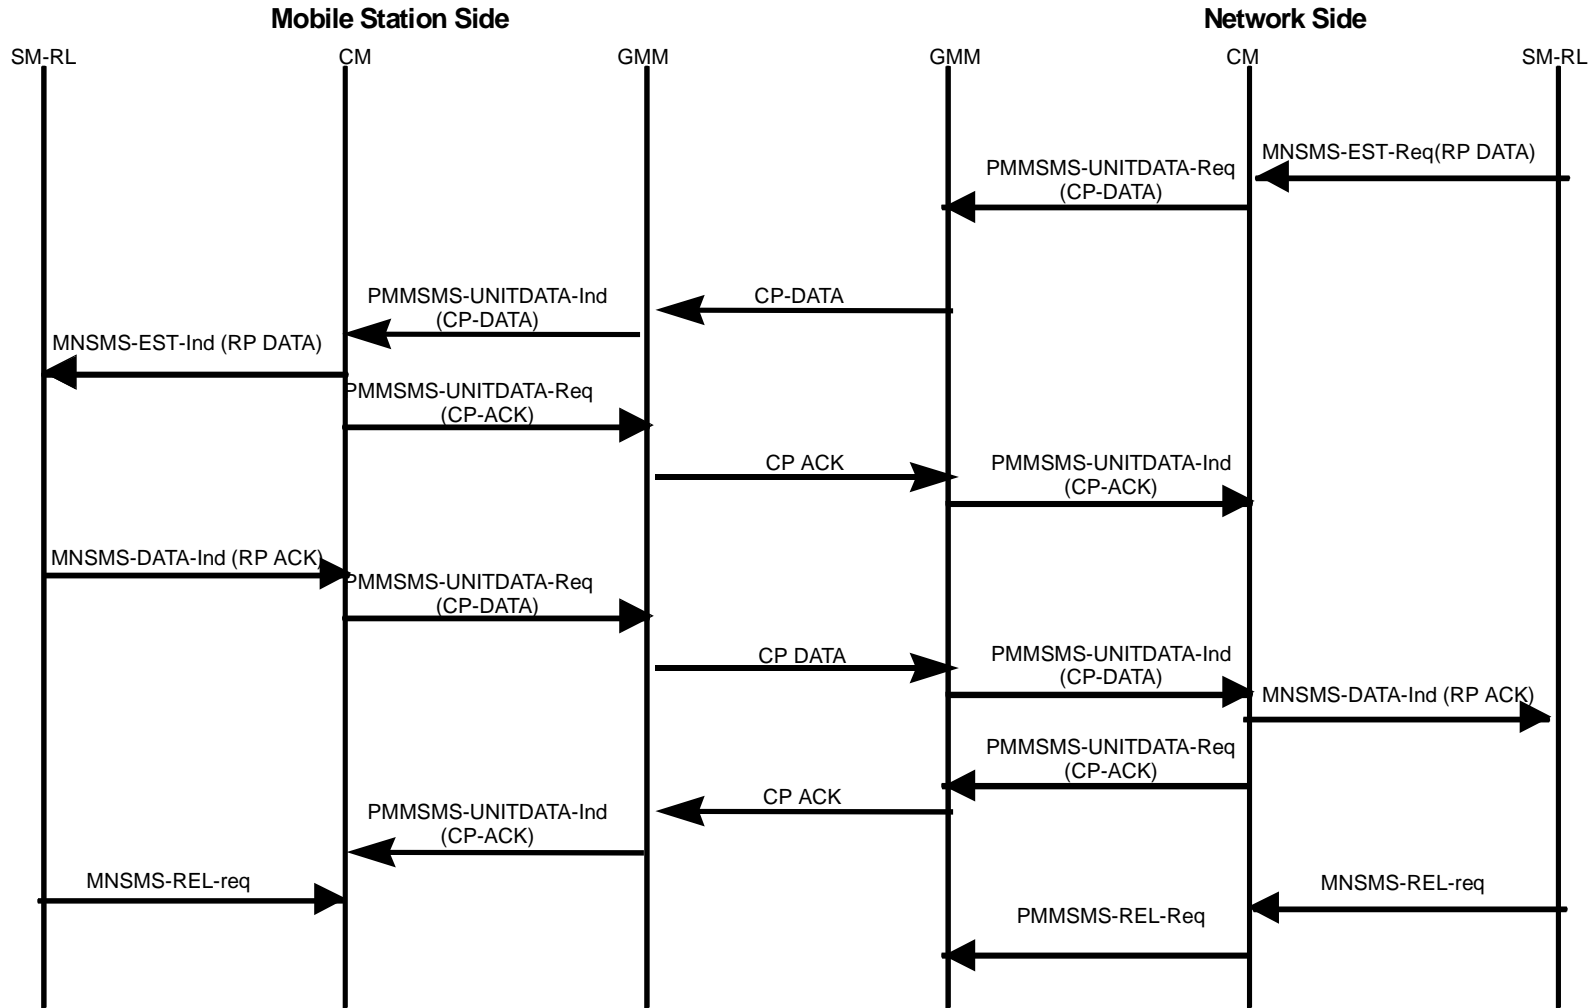 Mobile Station Side
Network Side
SM-RL
CM
GMM
GMM
CM
SM-RL
MNSMS-EST-Req(RP DATA)
PMMSMS-UNITDATA-Req
(CP-DATA)
CP-DATA
PMMSMS-UNITDATA-Ind
(CP-DATA)
MNSMS-EST-Ind (RP DATA)
PMMSMS-UNITDATA-Req
(CP-ACK)
CP ACK
PMMSMS-UNITDATA-Ind
(CP-ACK)
MNSMS-DATA-Ind (RP ACK)
PMMSMS-UNITDATA-Req
(CP-DATA)
CP DATA
PMMSMS-UNITDATA-Ind
(CP-DATA)
MNSMS-DATA-Ind (RP ACK)
PMMSMS-UNITDATA-Req
(CP-ACK)
CP ACK
PMMSMS-UNITDATA-Ind
(CP-ACK)
MNSMS-REL-req
MNSMS-REL-req
PMMSMS-REL-Req